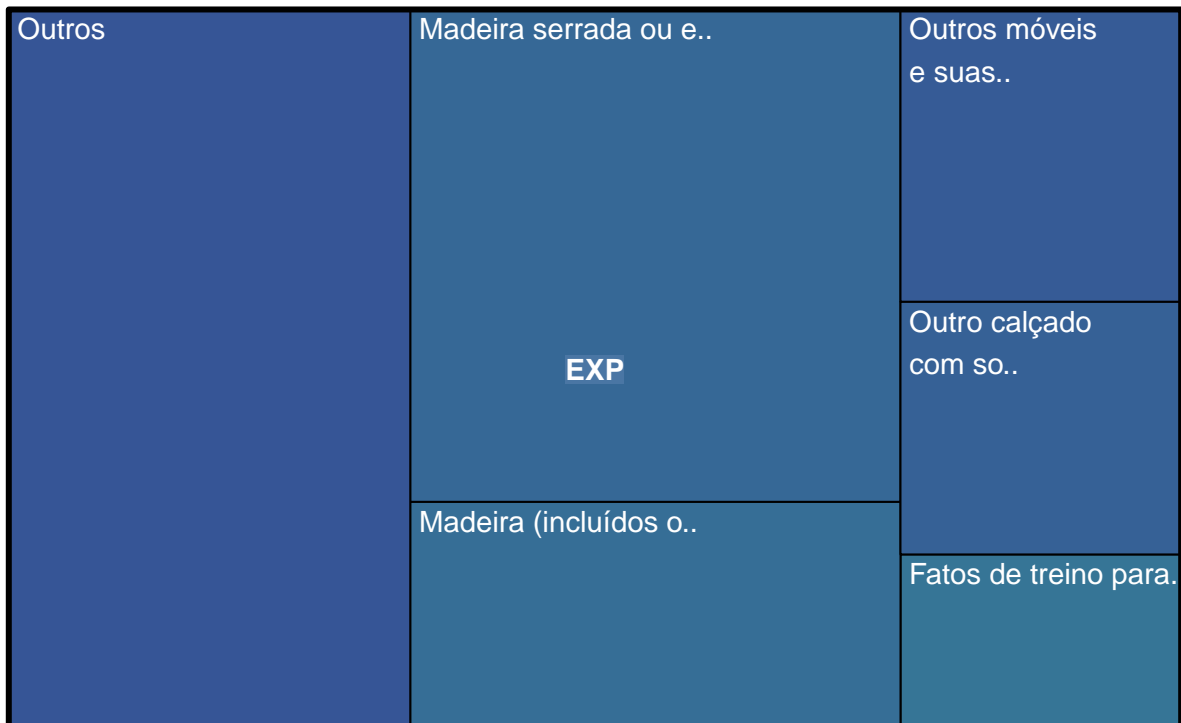 Outros
Madeira serrada ou e..
Outros móveis
e suas..
EXP
Outro calçado
com so..
Madeira (incluídos o..
Fatos de treino para.